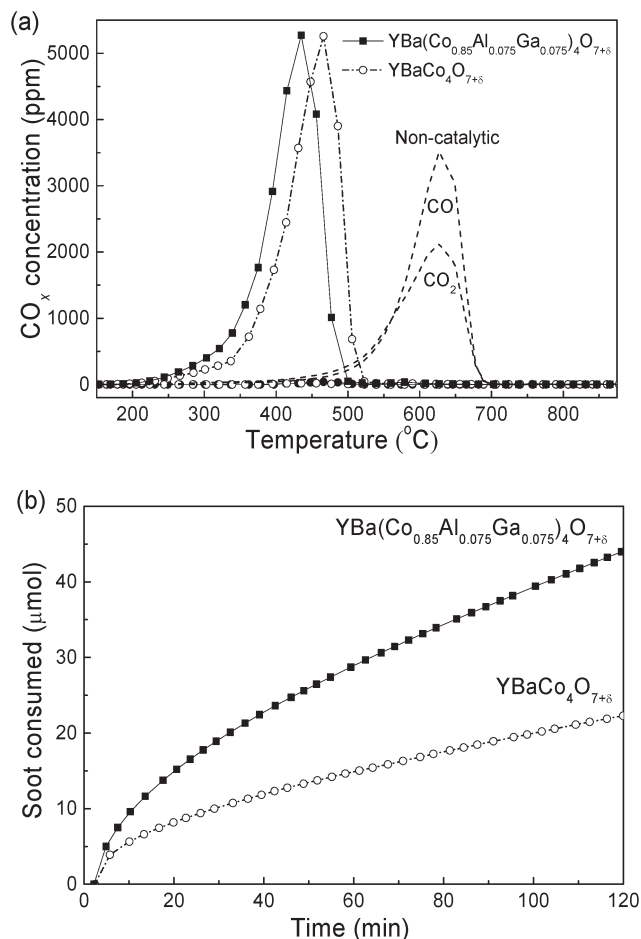 (a)
YBa(Co0.85Al0.075Ga0.075)4O7+δ
YBaCo4O7+δ
Non-catalytic
CO
CO2
COx concentration (ppm)
5000
4000
3000
2000
1000
0
200 300 400 500 600 700 800
Temperature (°C)
(b)
YBa(Co0.85Al0.075Ga0.075)4O7+δ
YBaCo4O7+δ
Soot consumed (μmol)
50
40
30
20
10
0
0 20 40 60 80 100 120
Time (min)